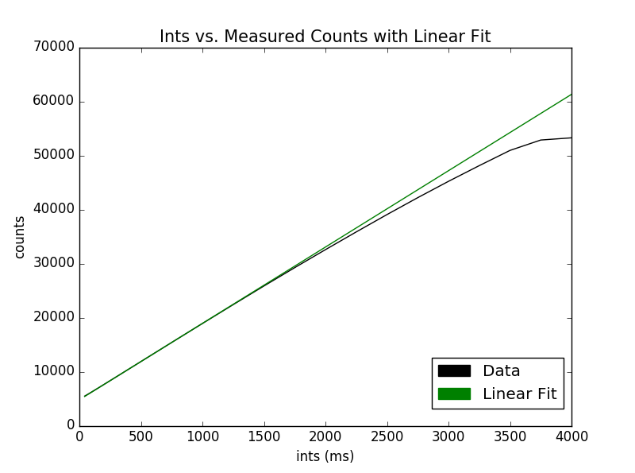 Ints vs. Measured Counts with Linear Fit
70000
60000
50000
40000
30000
20000
10000
0
counts
Data
Linear Fit
0 500 1000 1500 2000 2500 3000 3500 4000
ints (ms)